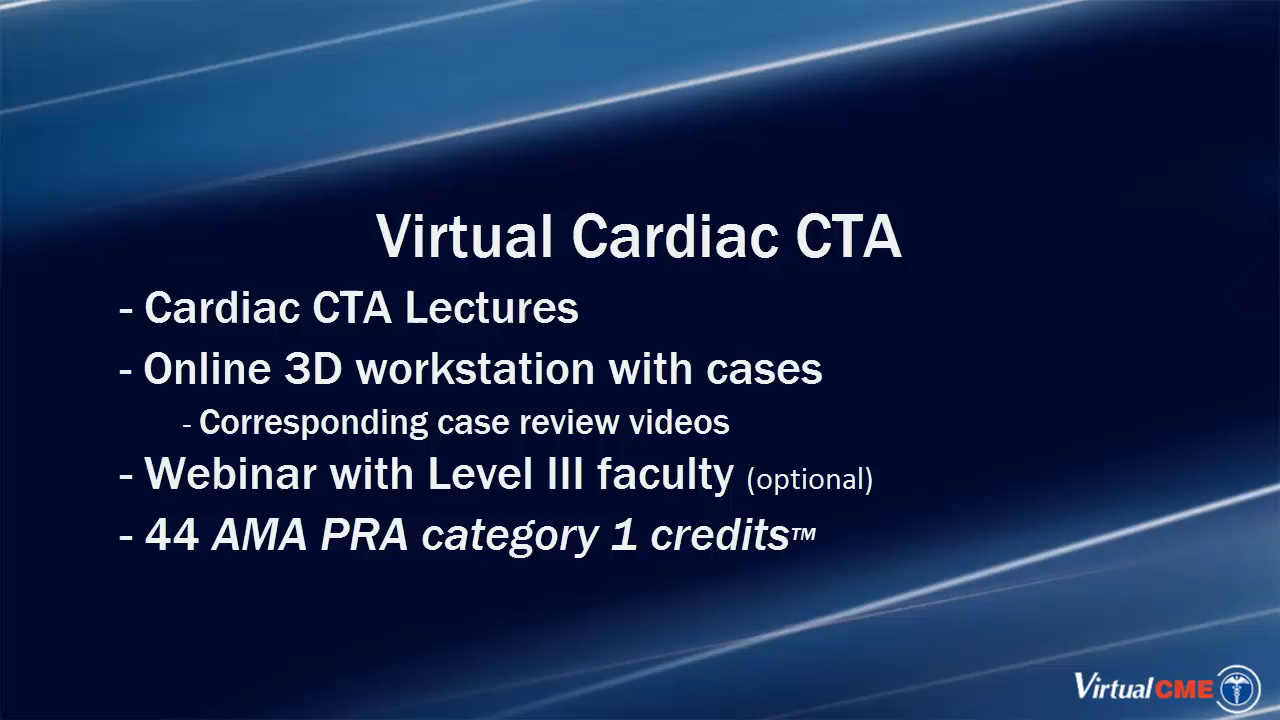 Virtual Cardiac CTA
- Cardiac CTA Lectures
- Online 3D workstation with cases
- Corresponding case review videos
- Webinar with Level III faculty (optional)
- 44 AMA PRA category 1 credits™
VirtualCME